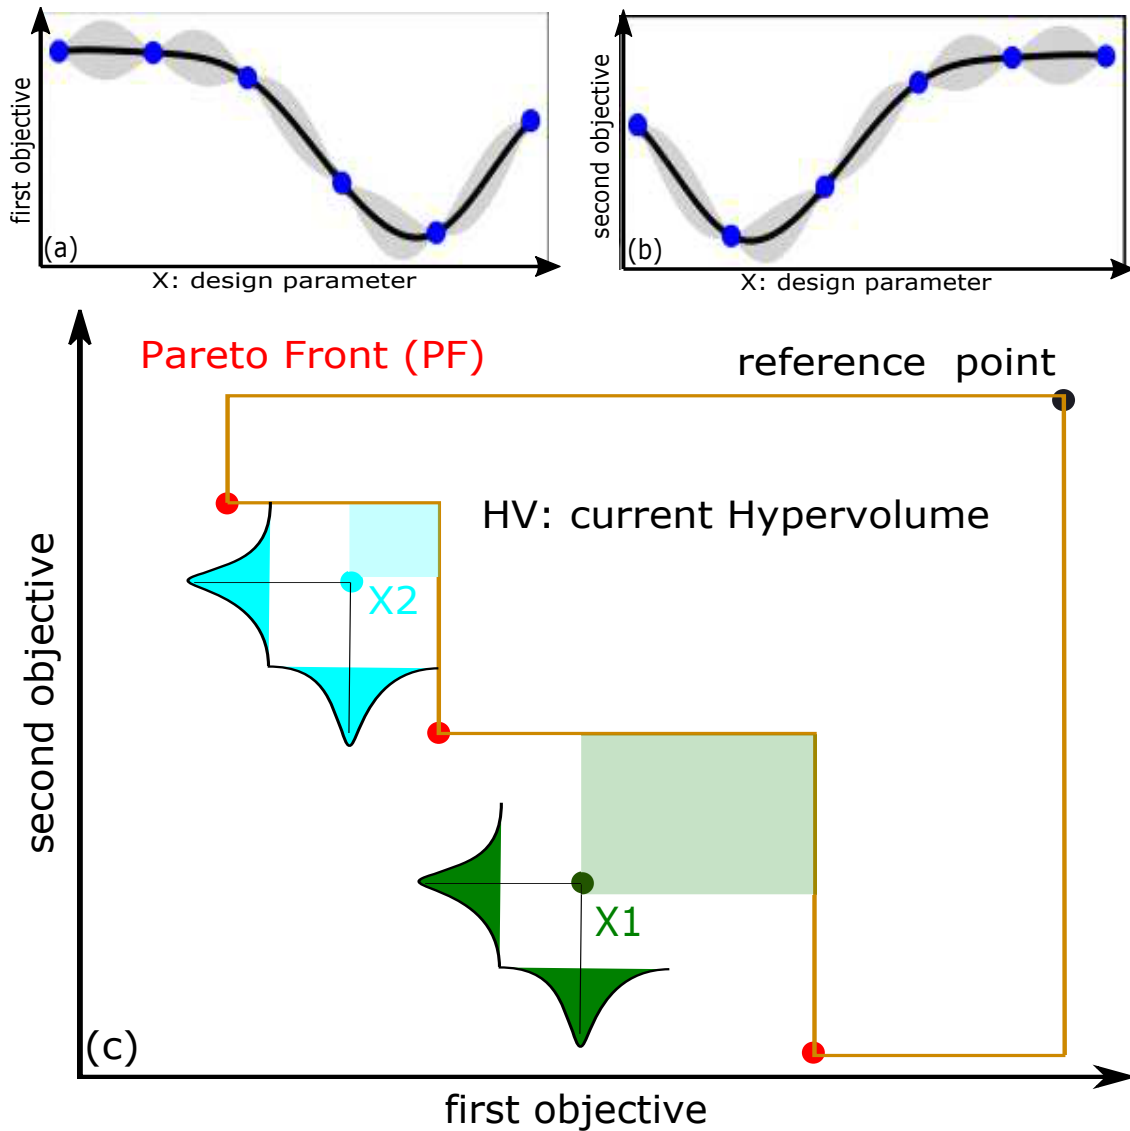 first objective
(a)
X: design parameter
second objective
(b)
X: design parameter
Pareto Front (PF)
reference point
HV: current Hypervolume
X2
X1
second objective
(c)
first objective